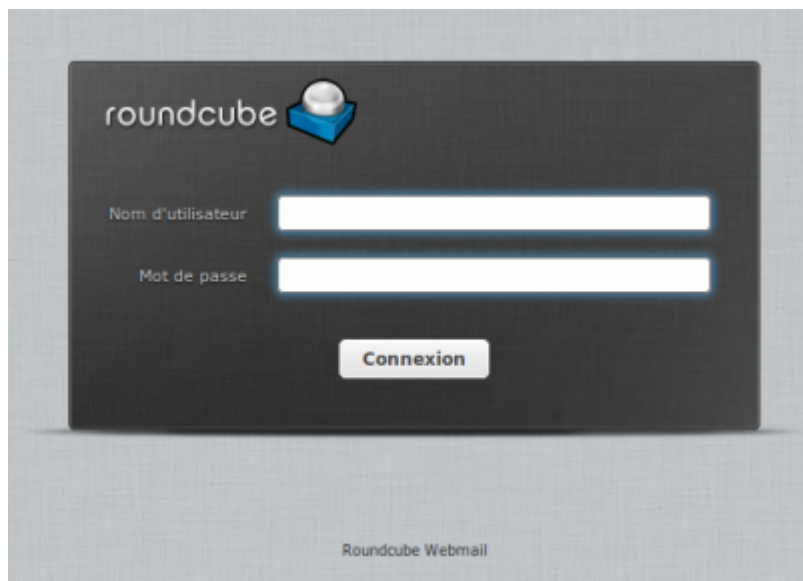 roundcube
Nom d'utilisateur
Mot de passe
Connexion
Roundcube Webmail